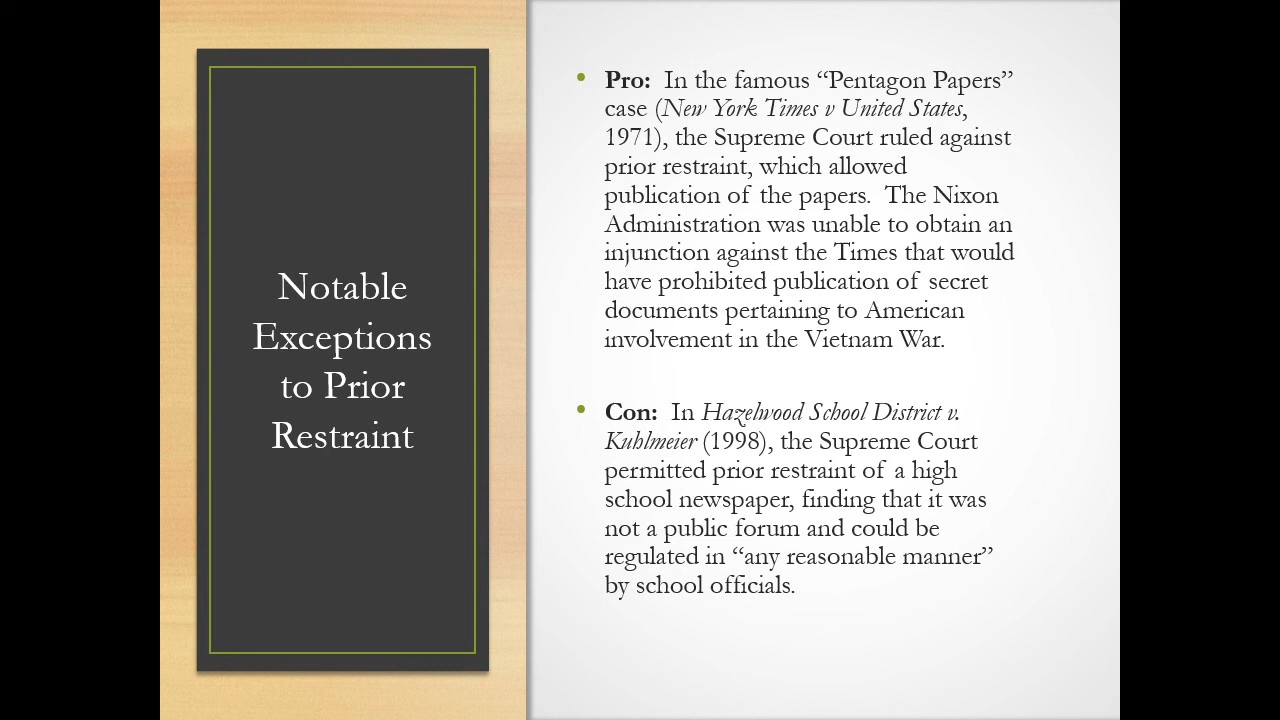 Notable
Exceptions
to Prior
Restraint
• Pro:  In the famous “Pentagon Papers”
case (New York Times v United States,
1971), the Supreme Court ruled against
prior restraint, which allowed
publication of the papers.  The Nixon
Administration was unable to obtain an
injunction against the Times that would
have prohibited publication of secret
documents pertaining to American
involvement in the Vietnam War.
• Con:  In Hazelwood School District v.
Kuhlmeier (1998), the Supreme Court
permitted prior restraint of a high
school newspaper, finding that it was
not a public forum and could be
regulated in “any reasonable manner”
by school officials.